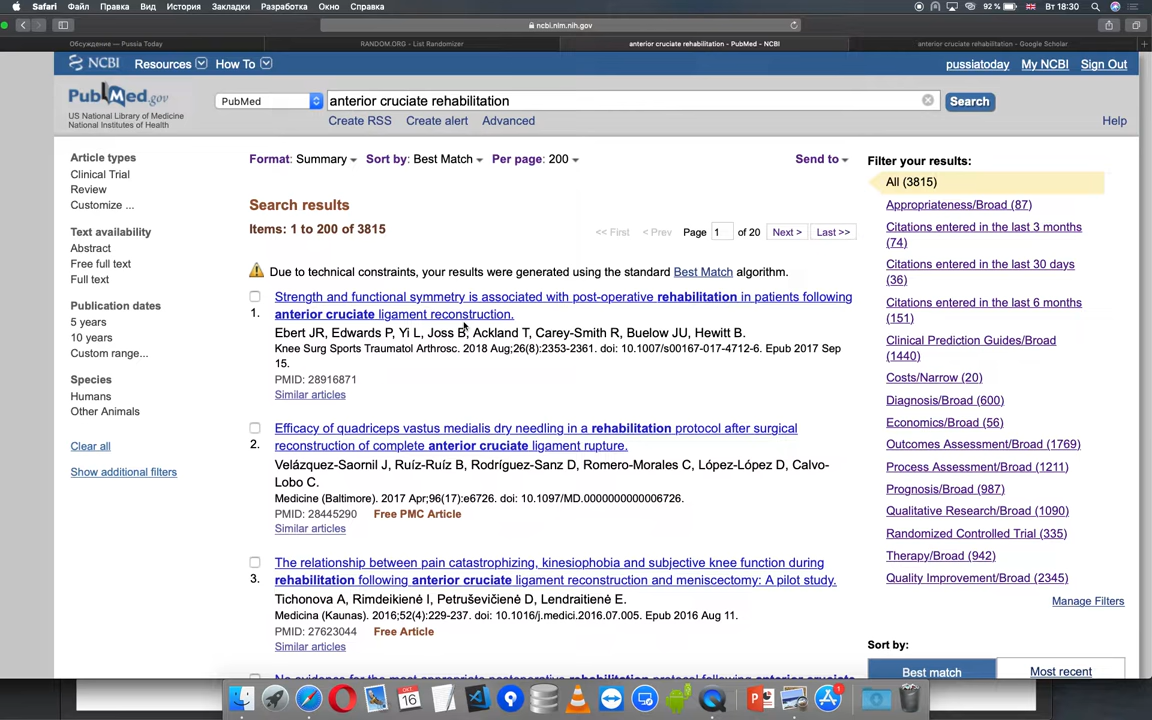 Safari Файл Правка Вид История Закладки Разработка Окно Справка 92 % Вт 18:30
ncbi.nlm.nih.gov
Обсуждение — Pussia Today RANDOM.ORG - List Randomizer anterior cruciate rehabilitation - PubMed - NCBI anterior cruciate rehabilitation - Google Scholar
NCBI Resources How To pussiatoday My NCBI Sign Out
PubMed.gov
US National Library of Medicine
National Institutes of Health
PubMed anterior cruciate rehabilitation Search
Create RSS Create alert Advanced Help
Article types
Clinical Trial
Review
Customize ...
Text availability
Abstract
Free full text
Full text
Publication dates
5 years
10 years
Custom range...
Species
Humans
Other Animals
Clear all
Show additional filters
Format: Summary Sort by: Best Match Per page: 200 Send to
Search results
Items: 1 to 200 of 3815
<< First < Prev Page 1 of 20 Next > Last >>
Due to technical constraints, your results were generated using the standard Best Match algorithm.
Strength and functional symmetry is associated with post-operative rehabilitation in patients following
1. anterior cruciate ligament reconstruction.
Ebert JR, Edwards P, Yi L, Joss B, Ackland T, Carey-Smith R, Buelow JU, Hewitt B.
Knee Surg Sports Traumatol Arthrosc. 2018 Aug;26(8):2353-2361. doi: 10.1007/s00167-017-4712-6. Epub 2017 Sep
15.
PMID: 28916871
Similar articles
Efficacy of quadriceps vastus medialis dry needling in a rehabilitation protocol after surgical
2. reconstruction of complete anterior cruciate ligament rupture.
Velázquez-Saornil J, Ruíz-Ruíz B, Rodríguez-Sanz D, Romero-Morales C, López-López D, Calvo-
Lobo C.
Medicine (Baltimore). 2017 Apr;96(17):e6726. doi: 10.1097/MD.0000000000006726.
PMID: 28445290 Free PMC Article
Similar articles
The relationship between pain catastrophizing, kinesiophobia and subjective knee function during
3. rehabilitation following anterior cruciate ligament reconstruction and meniscectomy: A pilot study.
Tichonova A, Rimdeikienė I, Petruševičienė D, Lendraitienė E.
Medicina (Kaunas). 2016;52(4):229-237. doi: 10.1016/j.medici.2016.07.005. Epub 2016 Aug 11.
PMID: 27623044 Free Article
Similar articles
Filter your results:
All (3815)
Appropriateness/Broad (87)
Citations entered in the last 3 months
(74)
Citations entered in the last 30 days
(36)
Citations entered in the last 6 months
(151)
Clinical Prediction Guides/Broad
(1440)
Costs/Narrow (20)
Diagnosis/Broad (600)
Economics/Broad (56)
Outcomes Assessment/Broad (1769)
Process Assessment/Broad (1211)
Prognosis/Broad (987)
Qualitative Research/Broad (1090)
Randomized Controlled Trial (335)
Therapy/Broad (942)
Quality Improvement/Broad (2345)
Manage Filters
Sort by:
Best match Most recent
ОКТ
16